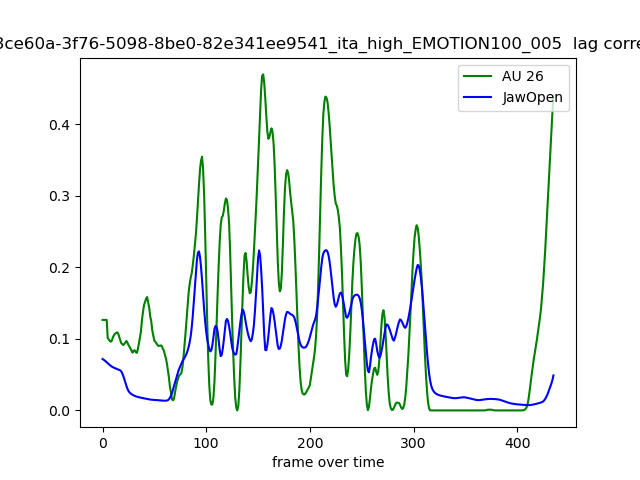 3ce60a-3f76-5098-8be0-82e341ee9541_ita_high_EMOTION100_005 lag corre
AU 26
JawOpen
0.4
0.3
0.2
0.1
0.0
0
100
200
300
400
frame over time